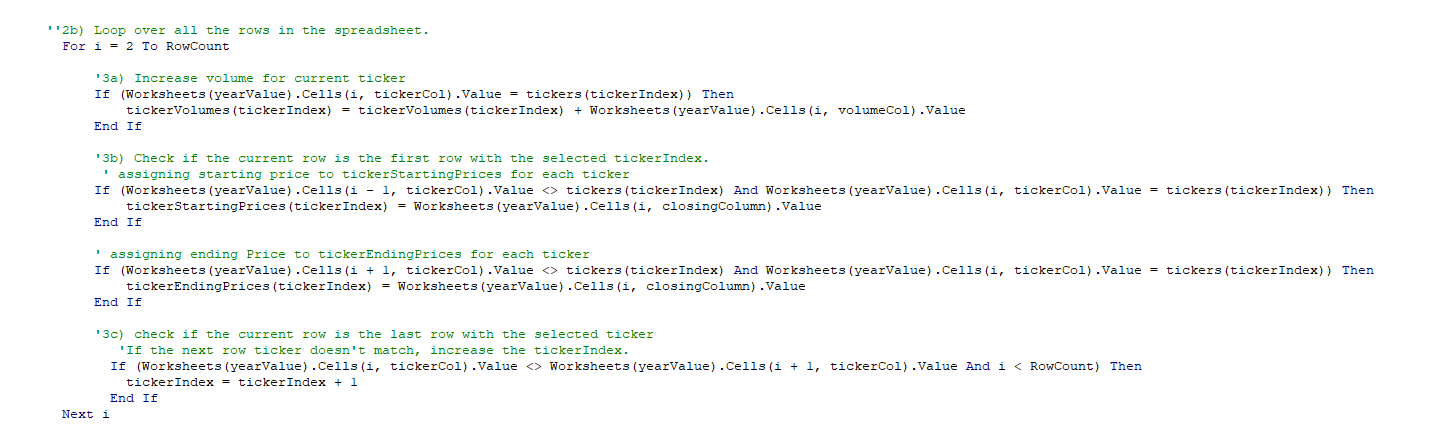 ''2b) Loop over all the rows in the spreadsheet.
For i = 2 To RowCount
'3a) Increase volume for current ticker
If (Worksheets(yearValue).Cells(i, tickerCol).Value = tickers(tickerIndex)) Then
tickerVolumes(tickerIndex) = tickerVolumes(tickerIndex) + Worksheets(yearValue).Cells(i, volumeCol).Value
End If
'3b) Check if the current row is the first row with the selected tickerIndex.
' assigning starting price to tickerStartingPrices for each ticker
If (Worksheets(yearValue).Cells(i - 1, tickerCol).Value <> tickers(tickerIndex) And Worksheets(yearValue).Cells(i, tickerCol).Value = tickers(tickerIndex)) Then
tickerStartingPrices(tickerIndex) = Worksheets(yearValue).Cells(i, closingColumn).Value
End If
' assigning ending Price to tickerEndingPrices for each ticker
If (Worksheets(yearValue).Cells(i + 1, tickerCol).Value <> tickers(tickerIndex) And Worksheets(yearValue).Cells(i, tickerCol).Value = tickers(tickerIndex)) Then
tickerEndingPrices(tickerIndex) = Worksheets(yearValue).Cells(i, closingColumn).Value
End If
'3c) check if the current row is the last row with the selected ticker
'If the next row ticker doesn't match, increase the tickerIndex.
If (Worksheets(yearValue).Cells(i, tickerCol).Value <> Worksheets(yearValue).Cells(i + 1, tickerCol).Value And i < RowCount) Then
tickerIndex = tickerIndex + 1
End If
Next i